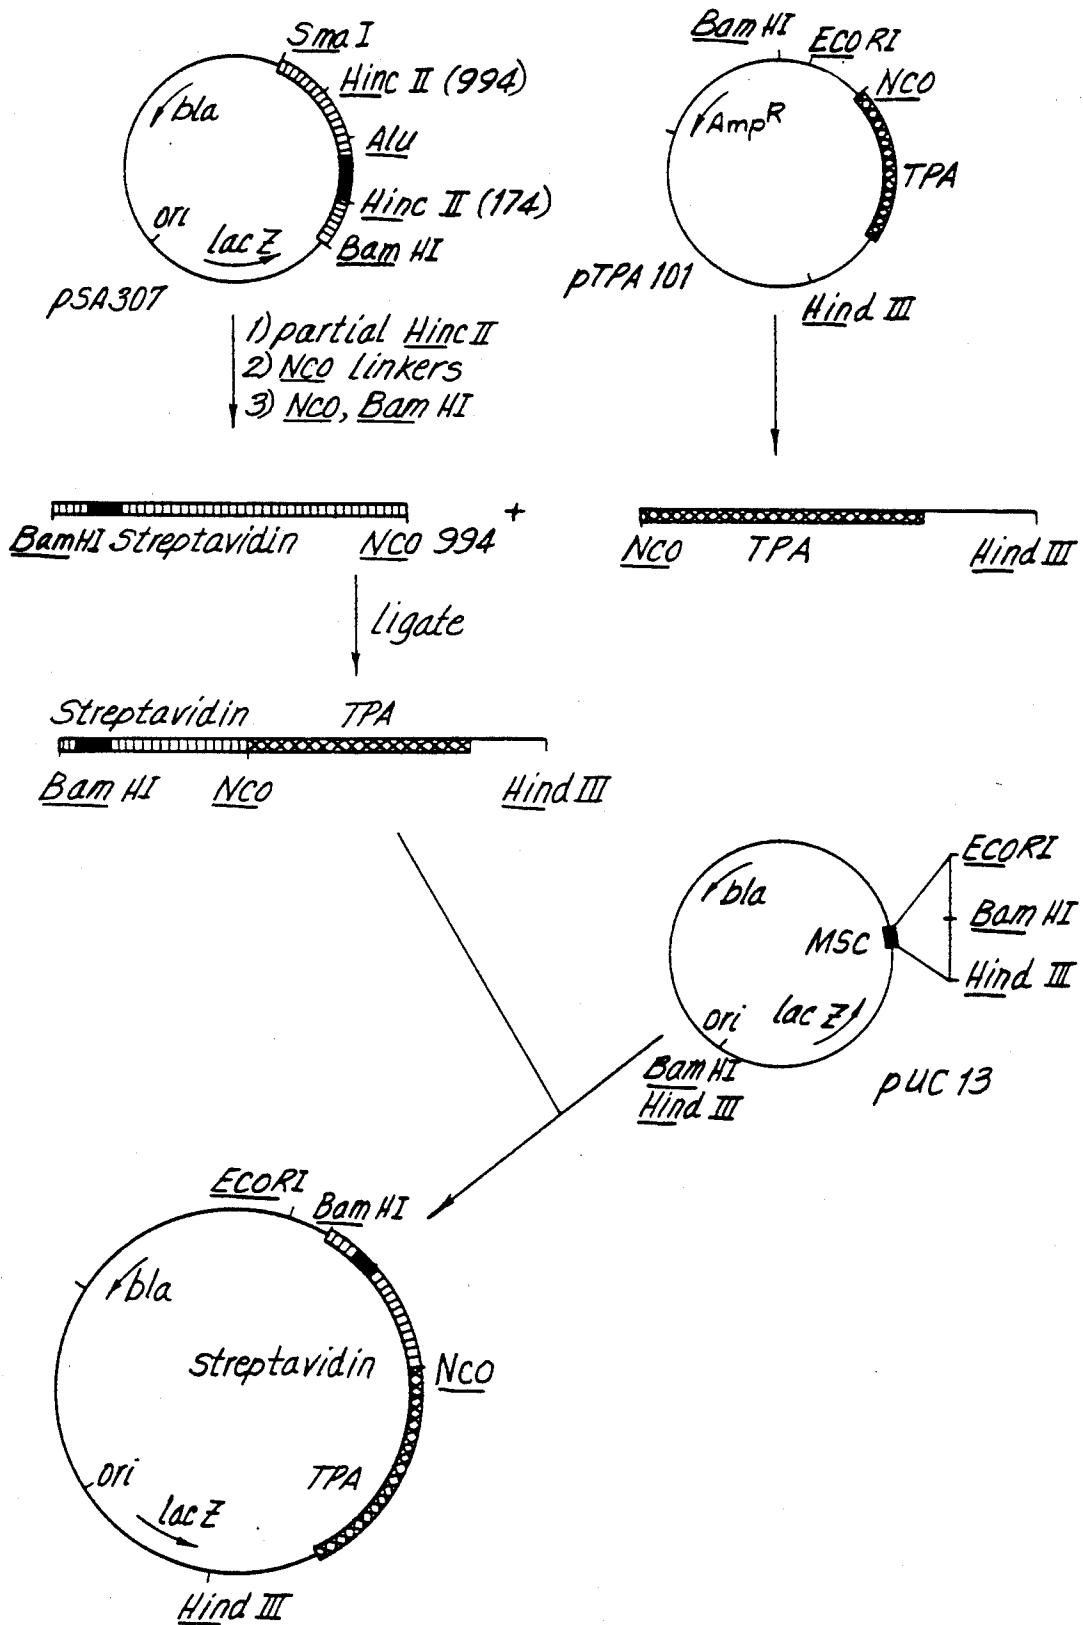 Sma I
Hinc II (994)
Alu
Hinc II (174)
Bam HI
bla
ori
lac Z
pSA307
Bam HI
Eco RI
NCO
Amp R
TPA
pTPA 101
Hind III
1) partial Hinc II
2) NCO linkers
3) NCO, Bam HI
BamHI Streptavidin NCO 994
+
NCO TPA Hind III
ligate
Streptavidin TPA
Bam HI NCO Hind III
bla
MSC
ori
lac Z
ECORI
Bam HI
Hind III
pUC 13
Bam HI
Hind III
ECORI
Bam HI
bla
streptavidin
NCO
TPA
ori
lac Z
Hind III